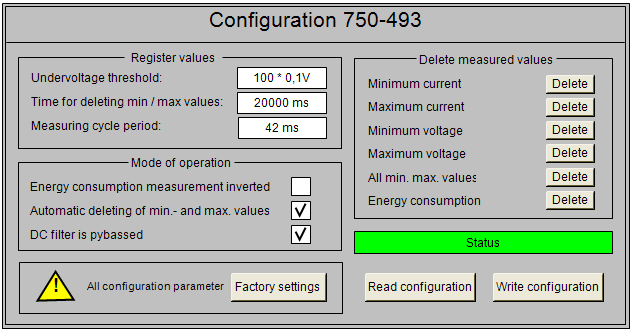 Configuration 750-493
Register values
Undervoltage threshold: 100 * 0,1V
Time for deleting min / max values: 20000 ms
Measuring cycle period: 42 ms
Mode of operation
Energy consumption measurement inverted
Automatic deleting of min.- and max. values
DC filter is pybassed
All configuration parameter Factory settings
Delete measured values
Minimum current Delete
Maximum current Delete
Minimum voltage Delete
Maximum voltage Delete
All min. max. values Delete
Energy consumption Delete
Status
Read configuration Write configuration